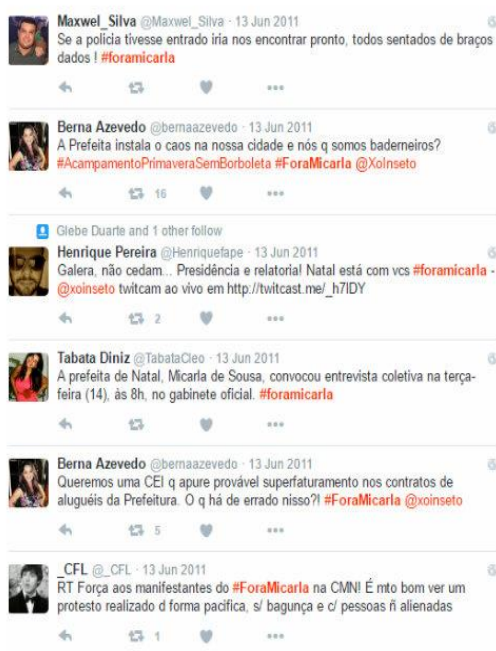 Maxwel_Silva @Maxwel_Silva · 13 Jun 2011
Se a policia tivesse entrado iria nos encontrar pronto, todos sentados de braços
dados ! #foramicarla
Berna Azevedo @bernaazevedo · 13 Jun 2011
A Prefeita instala o caos na nossa cidade e nós q somos baderneiros?
#AcampamentoPrimaveraSemBorboleta #ForaMicarla @XoInseto
16
Glebe Duarte and 1 other follow
Henrique Pereira @Henriquefape · 13 Jun 2011
Galera, não cedam... Presidência e relatoria! Natal está com vcs #foramicarla -
@xoinseto twitcam ao vivo em http://twitcast.me/_h7IDY
2
Tabata Diniz @TabataCleo · 13 Jun 2011
A prefeita de Natal, Micarla de Sousa, convocou entrevista coletiva na terça-
feira (14), às 8h, no gabinete oficial. #foramicarla
Berna Azevedo @bernaazevedo · 13 Jun 2011
Queremos uma CEI q apure provável superfaturamento nos contratos de
aluguéis da Prefeitura. O q há de errado nisso?! #ForaMicarla @xoinseto
5
_CFL @_CFL · 13 Jun 2011
RT Força aos manifestantes do #ForaMicarla na CMN! É mto bom ver um
protesto realizado d forma pacifica, s/ bagunça e c/ pessoas ñ alienadas
1